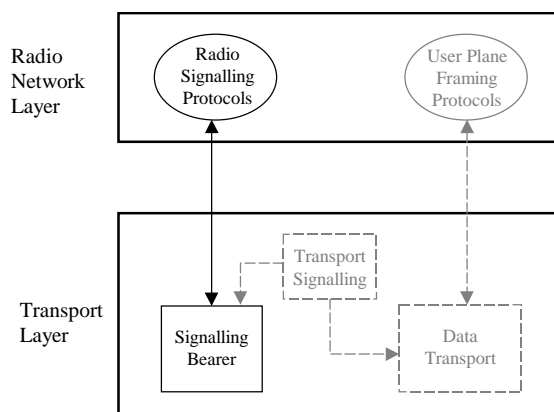 Radio
Network
Layer
Radio
Signalling
Protocols
User Plane
Framing
Protocols
Transport
Layer
Transport
Signalling
Signalling
Bearer
Data
Transport